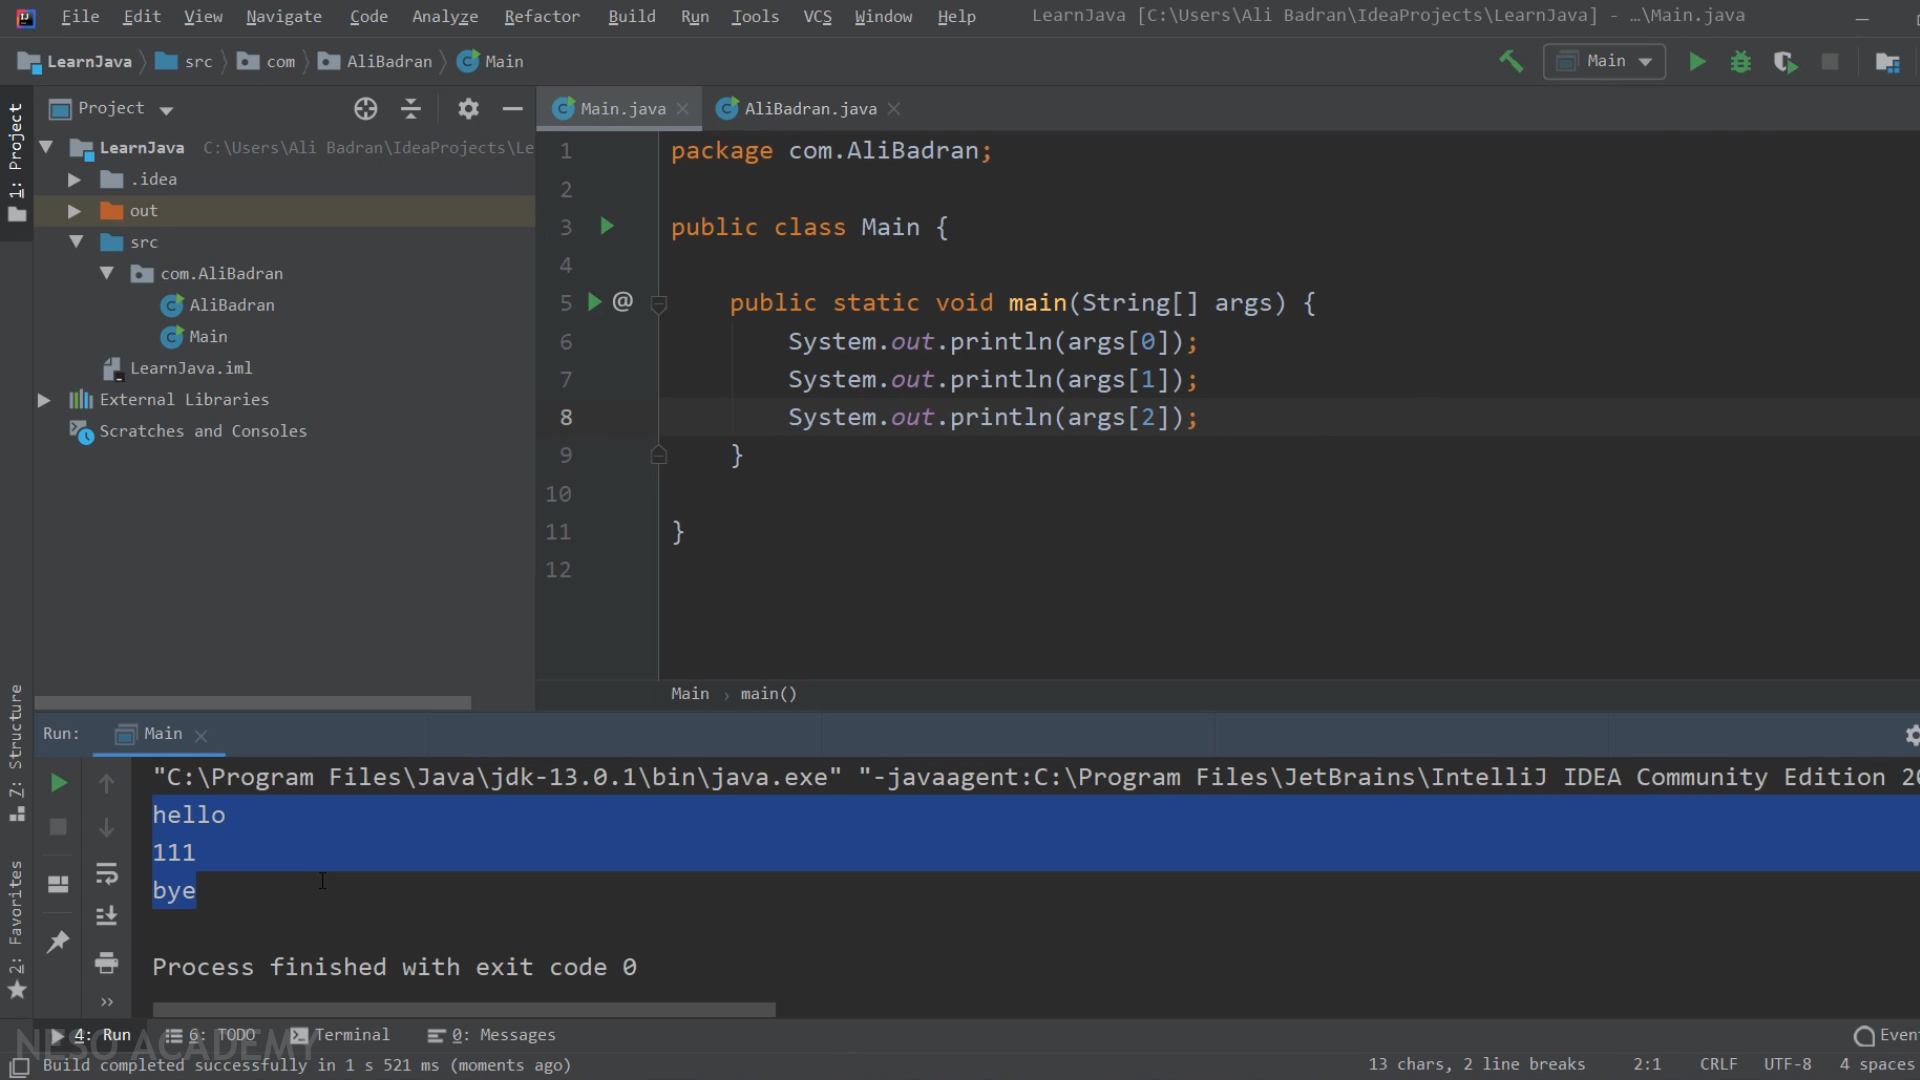 File Edit View Navigate Code Analyze Refactor Build Run Tools VCS Window Help LearnJava [C:\Users\Ali Badran\IdeaProjects\LearnJava] - ...\Main.java
LearnJava src com AliBadran Main
Main
1: Project
Project
LearnJava C:\Users\Ali Badran\IdeaProjects\Le
.idea
out
src
com.AliBadran
AliBadran
Main
LearnJava.iml
External Libraries
Scratches and Consoles
Main.java AliBadran.java
1 package com.AliBadran;
2
3 public class Main {
4
5 @ public static void main(String[] args) {
6 System.out.println(args[0]);
7 System.out.println(args[1]);
8 System.out.println(args[2]);
9 }
10
11 }
12
Main › main()
7: Structure
2: Favorites
Run: Main
"C:\Program Files\Java\jdk-13.0.1\bin\java.exe" "-javaagent:C:\Program Files\JetBrains\IntelliJ IDEA Community Edition 20
hello
111
bye
Process finished with exit code 0
»
4: Run 6: TODO Terminal 0: Messages Event
NESO ACADEMY
Build completed successfully in 1 s 521 ms (moments ago) 13 chars, 2 line breaks 2:1 CRLF UTF-8 4 spaces